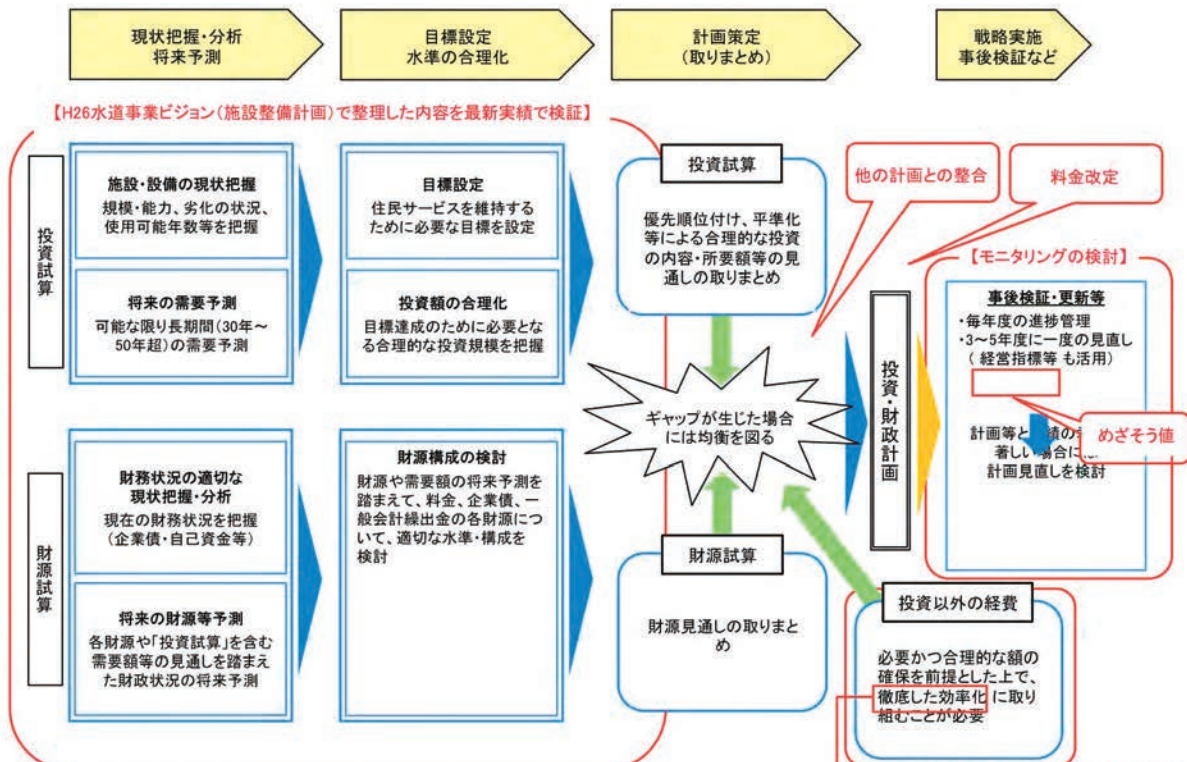 現状把握・分析
将来予測
目標設定
水準の合理化
計画策定
(取りまとめ)
戦略実施
事後検証など
【H26水道事業ビジョン(施設整備計画)で整理した内容を最新実績で検証】
投資試算
施設・設備の現状把握
規模・能力、劣化の状況、
使用可能年数等を把握
将来の需要予測
可能な限り長期間(30年～
50年超)の需要予測
目標設定
住民サービスを維持する
ために必要な目標を設定
投資額の合理化
目標達成のために必要とな
る合理的な投資規模を把握
投資試算
優先順位付け、平準化
等による合理的な投資
の内容・所要額等の見
通しの取りまとめ
他の計画との整合
料金改定
【モニタリングの検討】
事後検証・更新等
・毎年度の進捗管理
・3～5年度に一度の見直し
(経営指標等 も活用)
めざそう値
計画等と
績の
著しい場合に
計画見直しを検討
投資・財政計画
ギャップが生じた場合
には均衡を図る
財源試算
財務状況の適切な
現状把握・分析
現在の財務状況を把握
(企業債・自己資金等)
将来の財源等予測
各財源や「投資試算」を含む
需要額等の見通しを踏まえ
た財政状況の将来予測
財源構成の検討
財源や需要額の将来予測を
踏まえて、料金、企業債、一
般会計繰出金の各財源につ
いて、適切な水準・構成を
検討
財源試算
財源見通しの取りまと
め
投資以外の経費
必要かつ合理的な額の
確保を前提とした上で、
徹底した効率化 に取り
組むことが必要